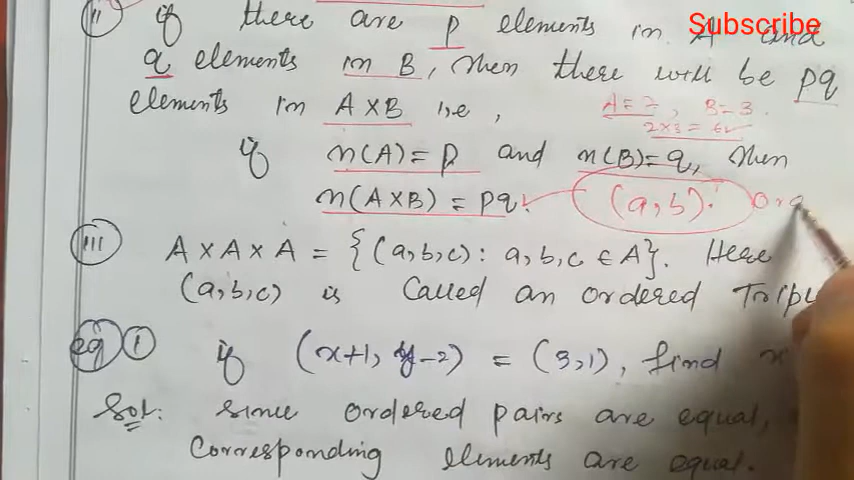 Subscribe
ii if there are p elements in A and
q elements in B, then there will be pq
elements in A×B i.e,
A = 2, B = 3.
2×3 = 6
if n(A) = p and n(B) = q, then
n(A×B) = pq. (a,b). Ord
iii A × A × A = {(a,b,c) : a,b,c ∈ A}. Here
(a,b,c) is called an ordered Triple
eg 1 if (x+1, y-2) = (3,1), find x
Sol: Since ordered pairs are equal,
Corresponding elements are equal.